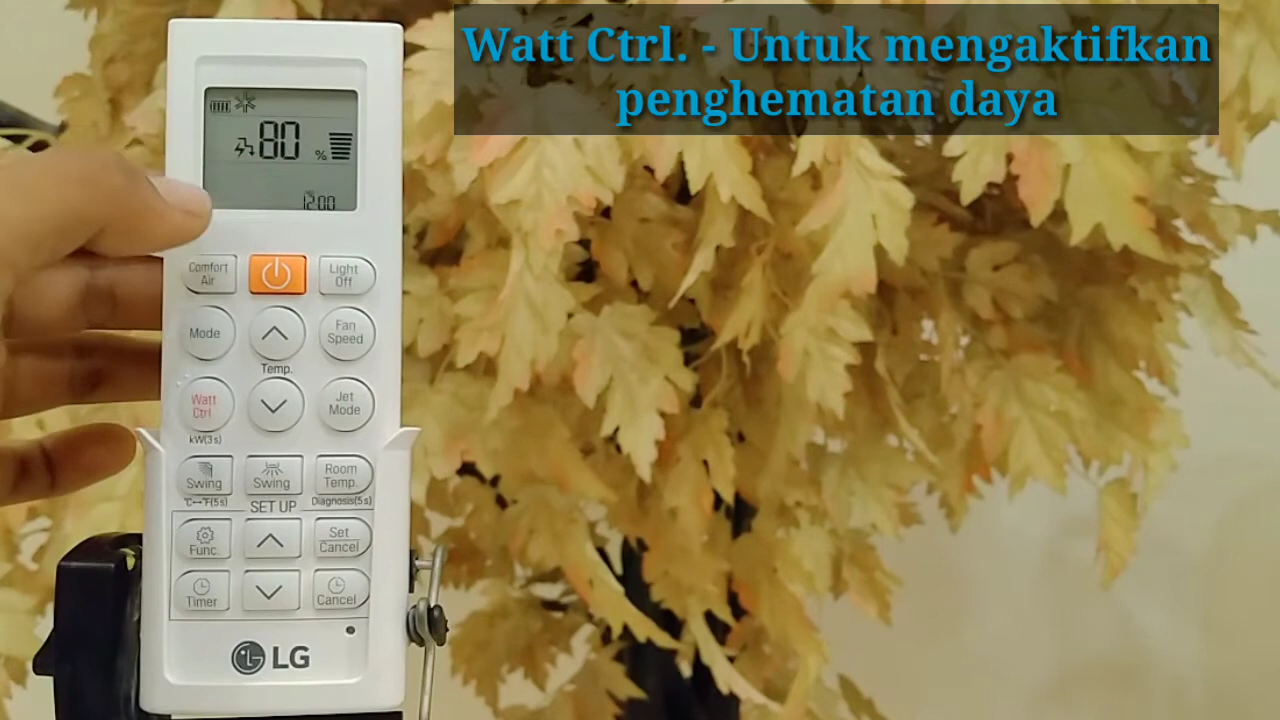 Watt Ctrl. - Untuk mengaktifkan
penghematan daya
80 %
12:00
Comfort
Air
Light
Off
Mode
Fan
Speed
Temp.
Watt
Ctrl
Jet
Mode
kW(3s)
Swing
Swing
Room
Temp.
°C↔°F(5s)
SET UP
Diagnosis(5s)
Func.
Set
Cancel
Timer
Cancel
LG